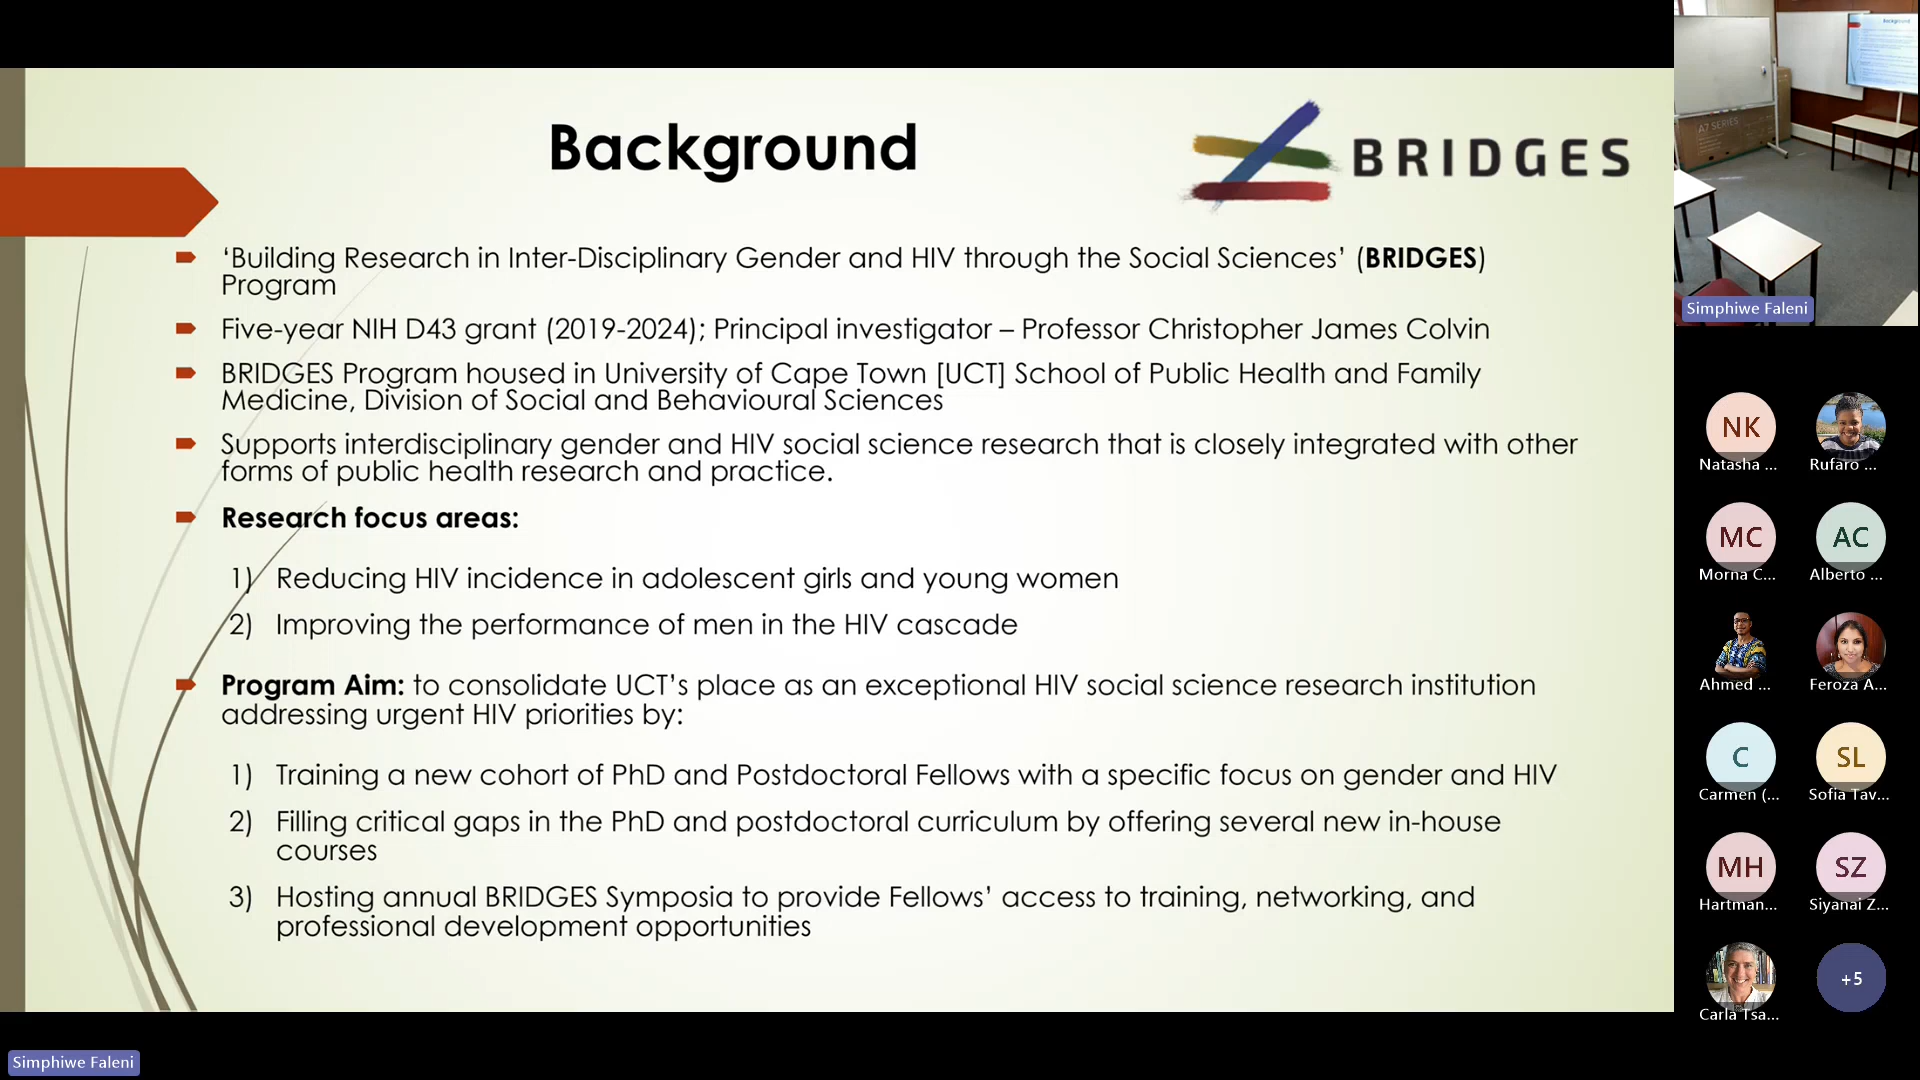 Background
BRIDGES
‘Building Research in Inter-Disciplinary Gender and HIV through the Social Sciences’ (BRIDGES)
Program
Five-year NIH D43 grant (2019-2024); Principal investigator – Professor Christopher James Colvin
BRIDGES Program housed in University of Cape Town [UCT] School of Public Health and Family
Medicine, Division of Social and Behavioural Sciences
Supports interdisciplinary gender and HIV social science research that is closely integrated with other
forms of public health research and practice.
Research focus areas:
1) Reducing HIV incidence in adolescent girls and young women
2) Improving the performance of men in the HIV cascade
Program Aim: to consolidate UCT’s place as an exceptional HIV social science research institution
addressing urgent HIV priorities by:
1) Training a new cohort of PhD and Postdoctoral Fellows with a specific focus on gender and HIV
2) Filling critical gaps in the PhD and postdoctoral curriculum by offering several new in-house
courses
3) Hosting annual BRIDGES Symposia to provide Fellows’ access to training, networking, and
professional development opportunities
Simphiwe Faleni
Background
A7 SERIES
Simphiwe Faleni
NK
Natasha ...
Rufaro ...
MC
Morna C...
AC
Alberto ...
Ahmed ...
Feroza A...
C
Carmen (...
SL
Sofia Tav...
MH
Hartman...
SZ
Siyanai Z...
Carla Tsa...
+5